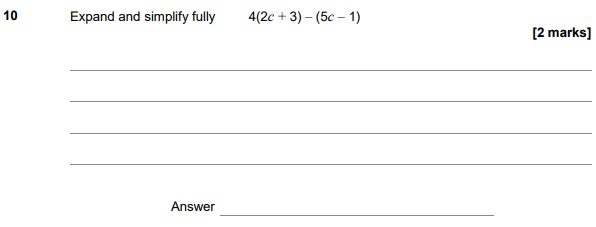 10 Expand and simplify fully 4(2c + 3) – (5c – 1)
[2 marks]
Answer